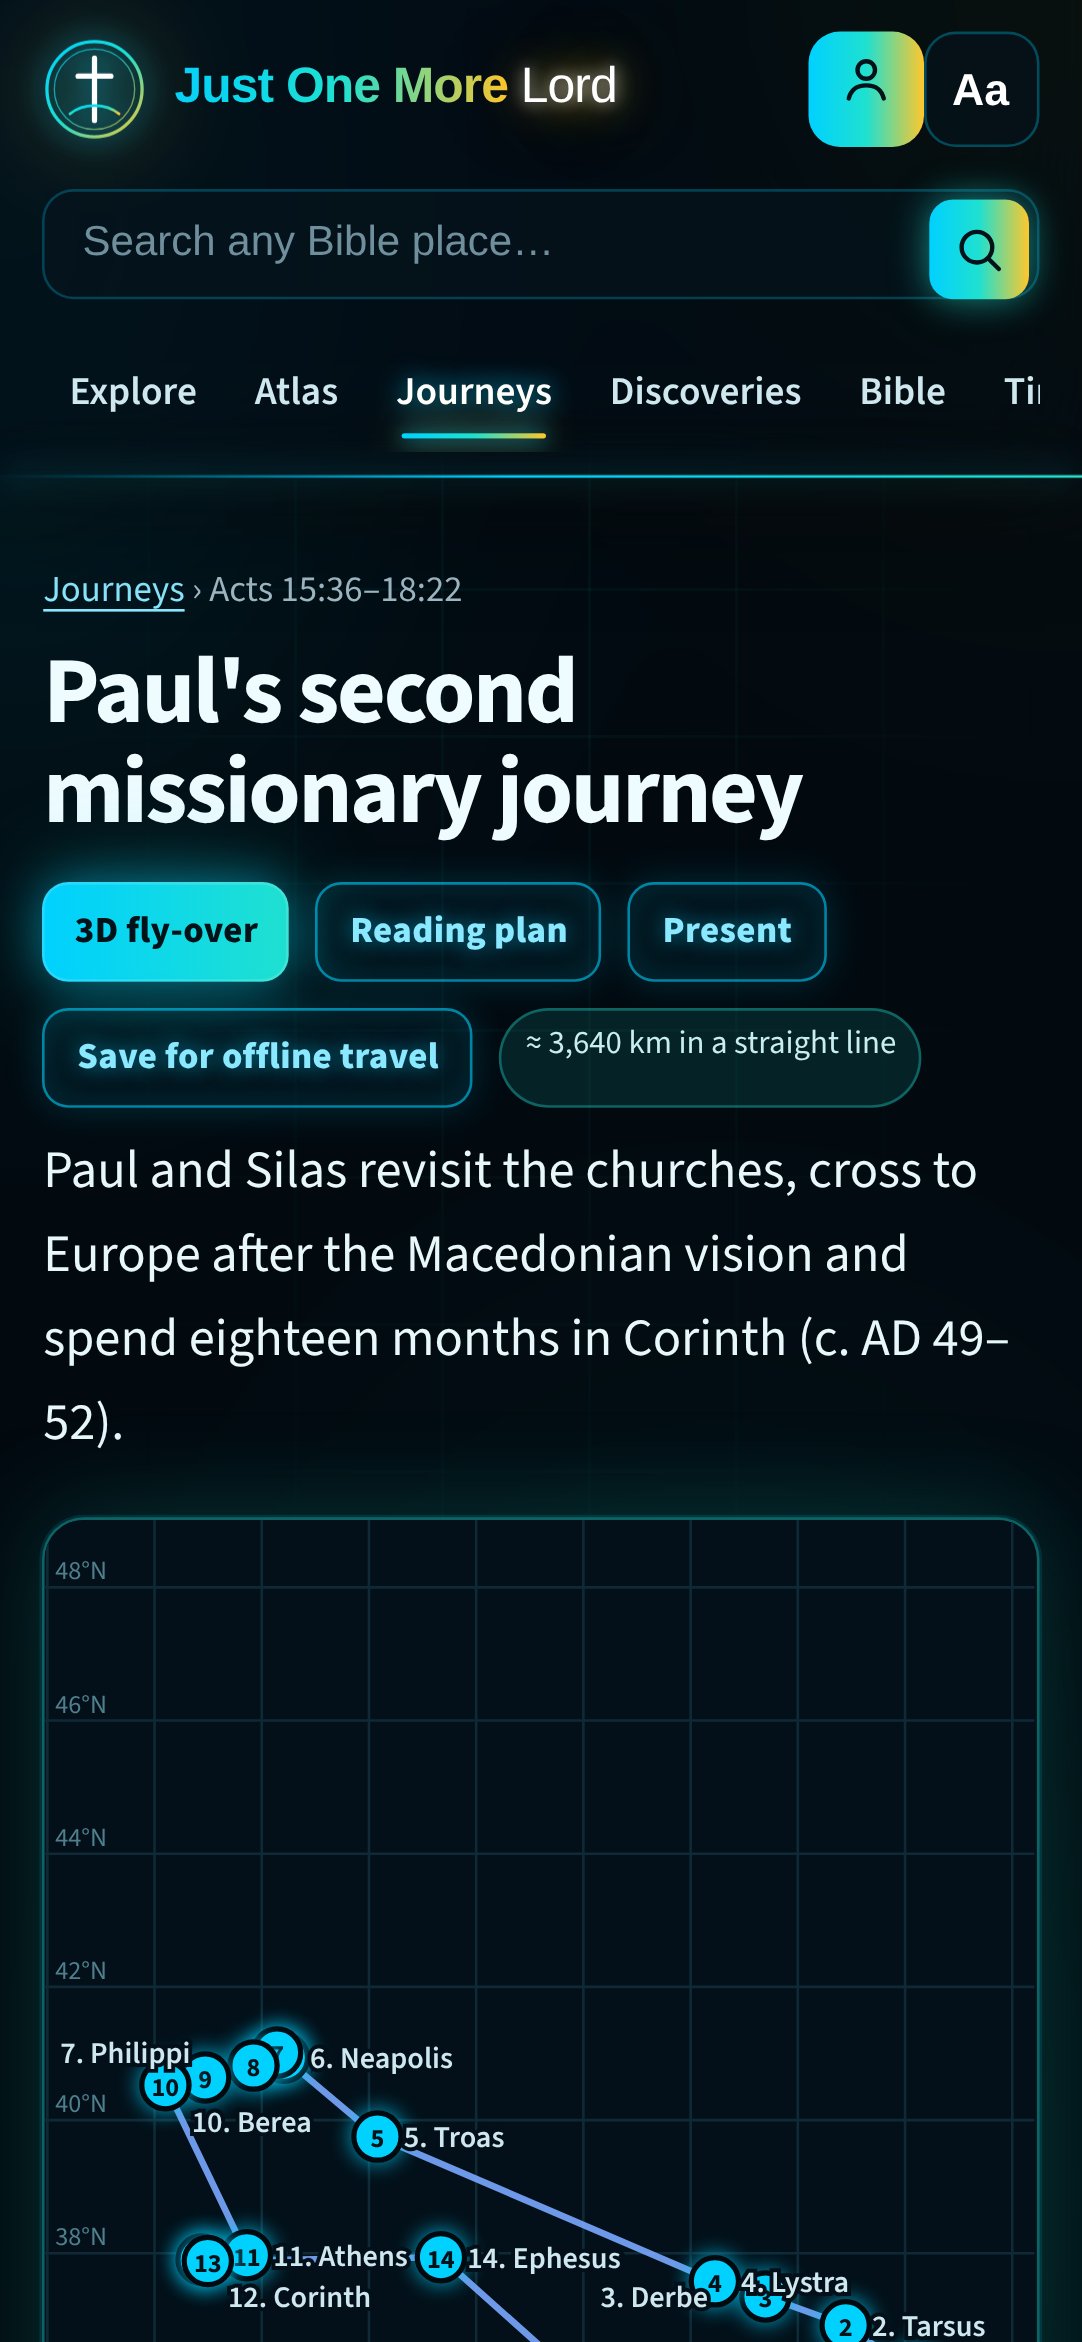 Just One More Lord
Aa
Search any Bible place…
Explore Atlas Journeys Discoveries Bible
Journeys › Acts 15:36–18:22
Paul's second
missionary journey
3D fly-over
Reading plan
Present
Save for offline travel
≈ 3,640 km in a straight line
Paul and Silas revisit the churches, cross to
Europe after the Macedonian vision and
spend eighteen months in Corinth (c. AD 49–
52).
48°N
46°N
44°N
42°N
7. Philippi
7
6. Neapolis
8
9
10
40°N
10. Berea
5
5. Troas
38°N
13
11
11. Athens
14
14. Ephesus
12. Corinth
3. Derbe
4
4. Lystra
3
2
2. Tarsus